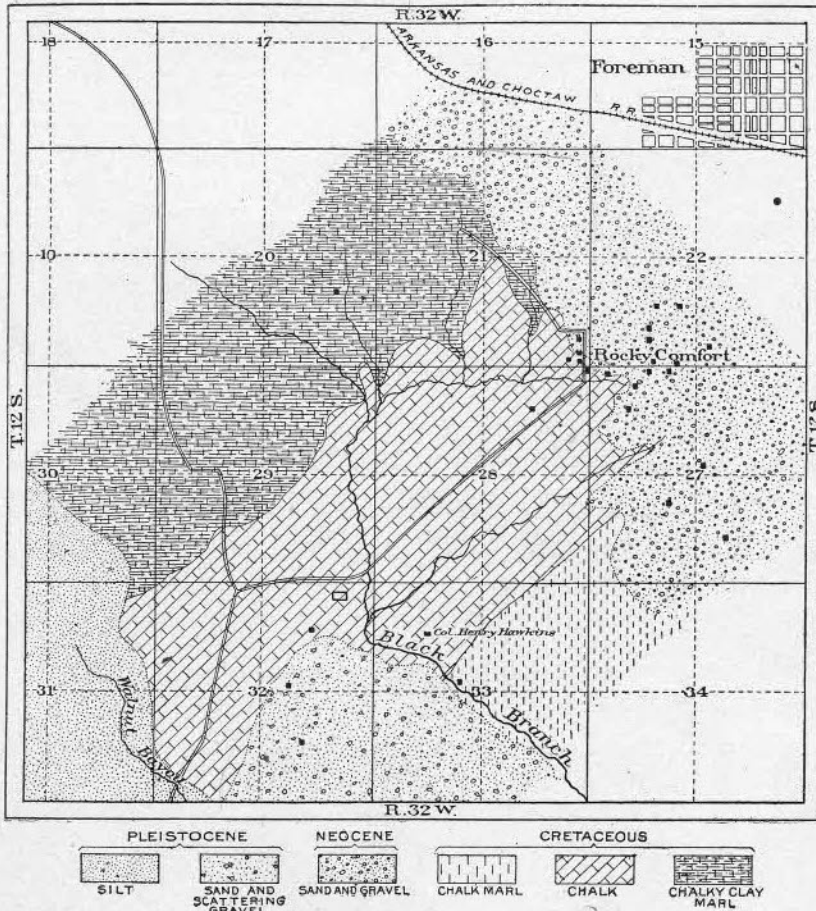 R. 32 W.
18 17 16 15
ARKANSAS AND CHOCTAW R.R.
Foreman
19 20 21 22
Rocky Comfort
T. 12 S.
T. 12 S.
30 29 28 27
Col. Henry Hawkins
Black Branch
31 32 33 34
Walnut Bayou
R. 32 W.
PLEISTOCENE NEOCENE CRETACEOUS
SILT
SAND AND SCATTERING GRAVEL
SAND AND GRAVEL
CHALK MARL
CHALK
CHALKY CLAY MARL